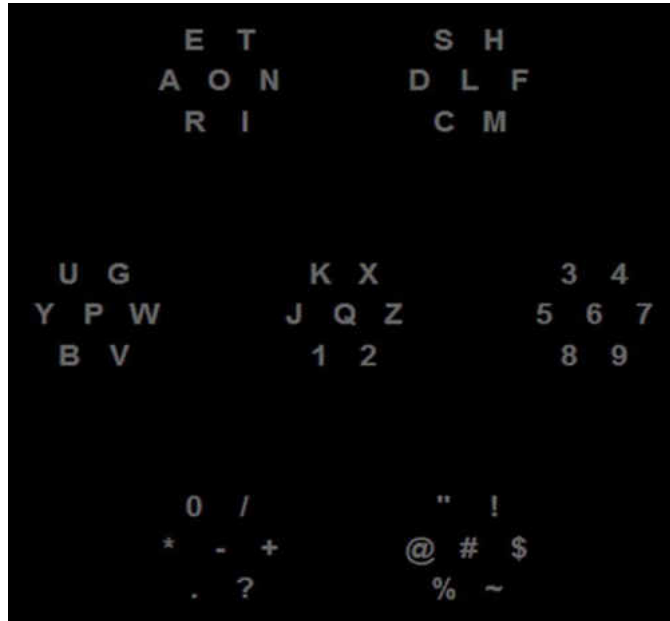 E T S H
A O N D L F
R I C M
U G K X 3 4
Y P W J Q Z 5 6 7
B V 1 2 8 9
0 / " !
* - + @ # $
. ? % ~